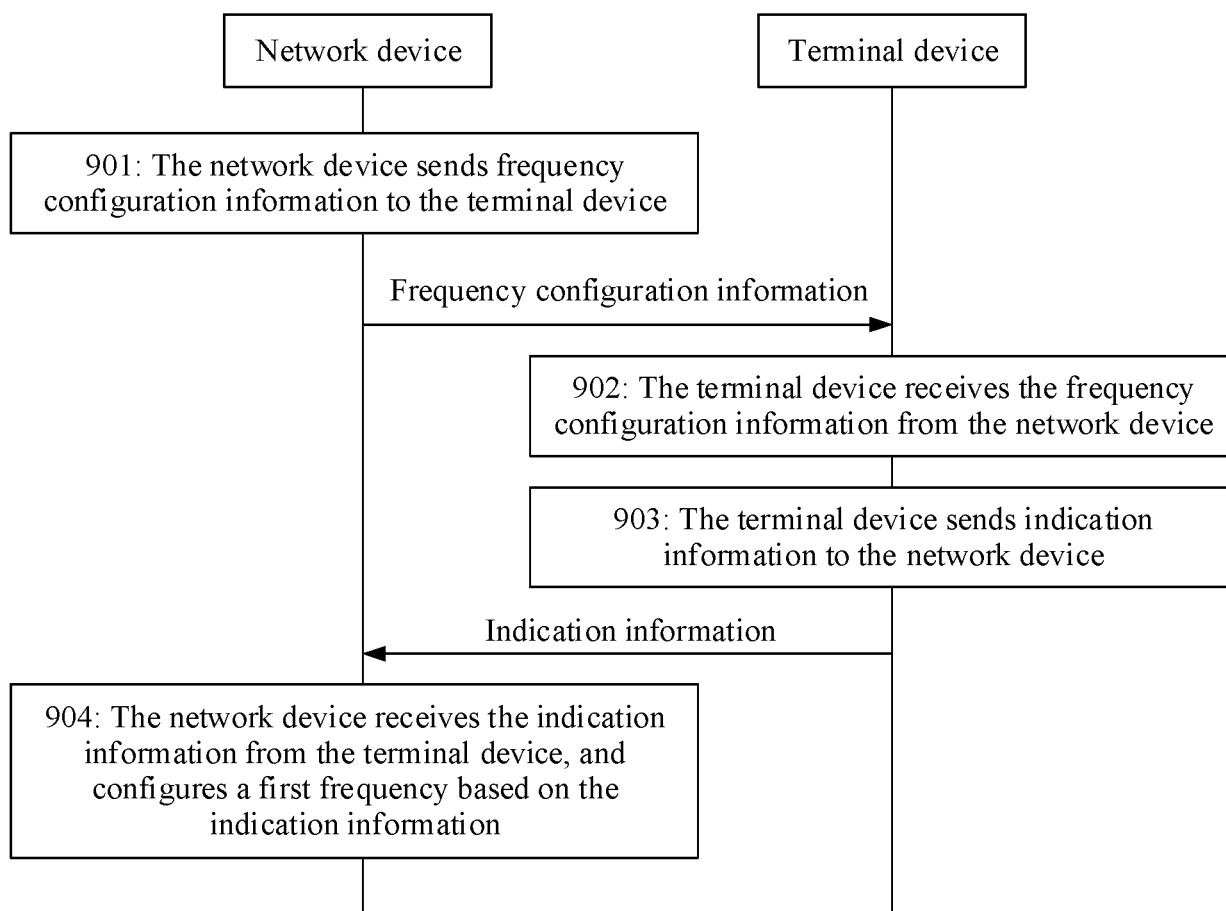 Network device
Terminal device
901: The network device sends frequency
configuration information to the terminal device
Frequency configuration information
902: The terminal device receives the frequency
configuration information from the network device
903: The terminal device sends indication
information to the network device
Indication information
904: The network device receives the indication
information from the terminal device, and
configures a first frequency based on the
indication information